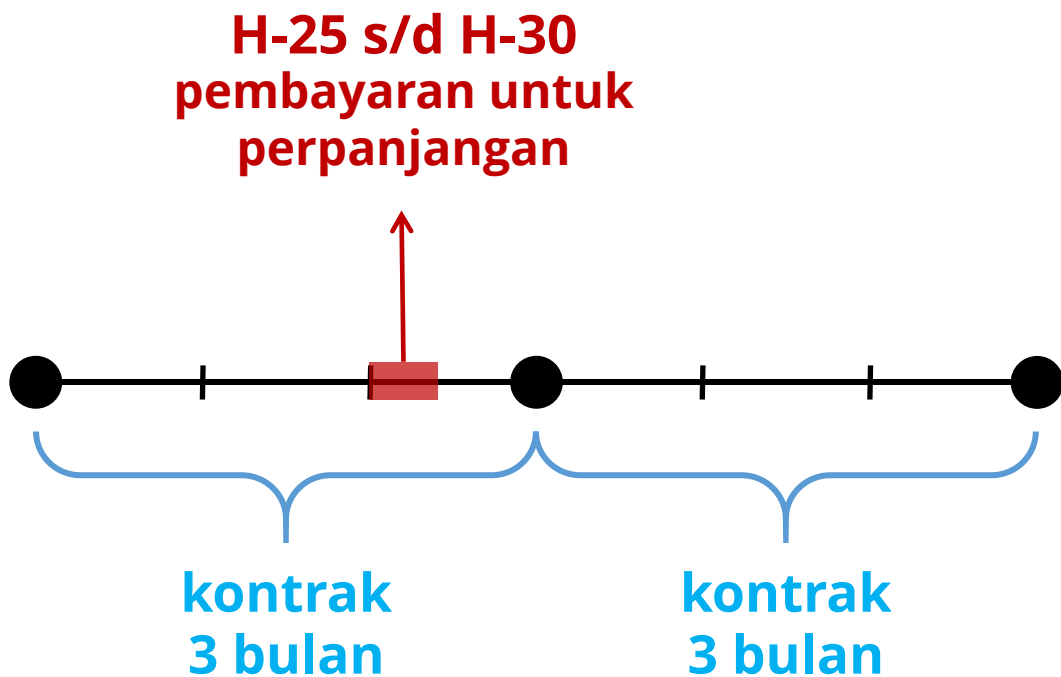 H-25 s/d H-30
pembayaran untuk
perpanjangan
kontrak
3 bulan
kontrak
3 bulan